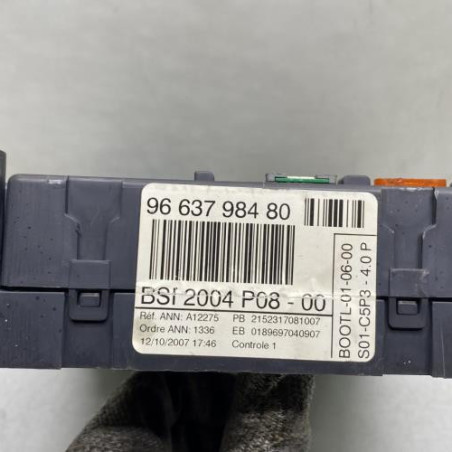 96 637 984 80
BSI 2004 P08 - 00
Réf. ANN: A12275 PB 2152317081007
Ordre ANN: 1336 EB 0189697040907
12/10/2007 17:46 Controle 1
BOOTL-01-06-00
S01-C5P3 - 4.0 P